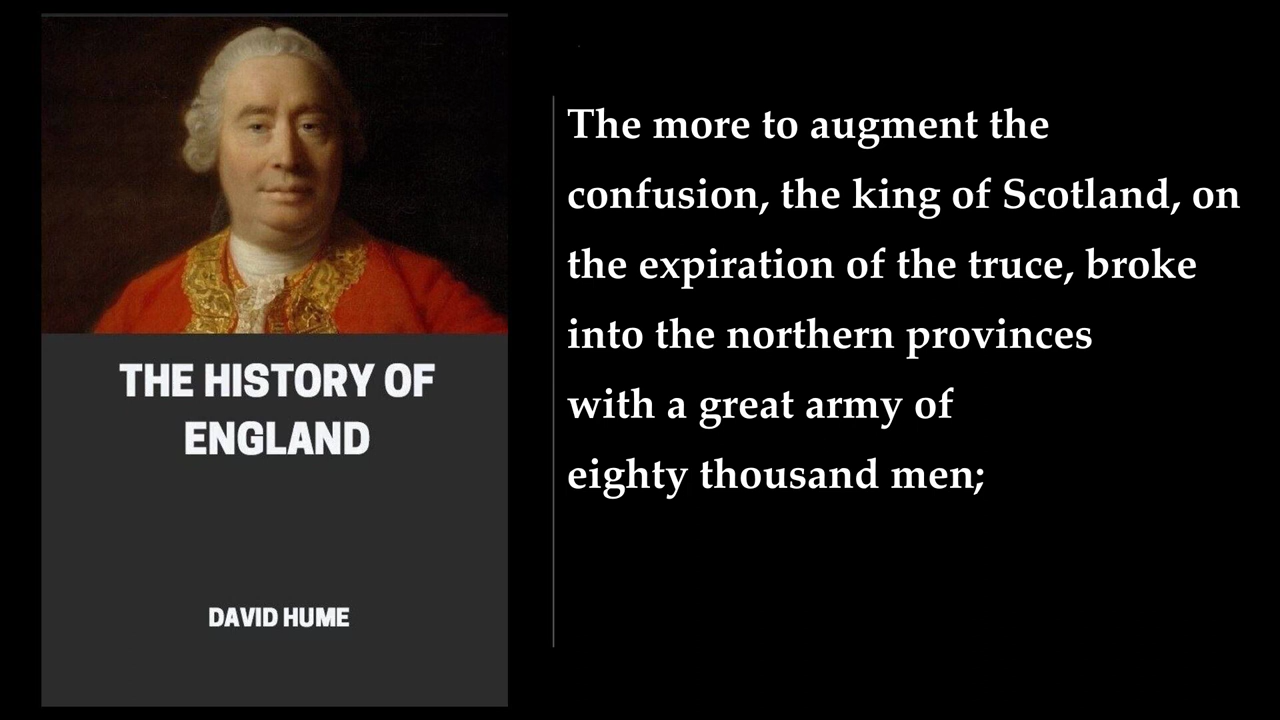 THE HISTORY OF
ENGLAND
DAVID HUME
The more to augment the
confusion, the king of Scotland, on
the expiration of the truce, broke
into the northern provinces
with a great army of
eighty thousand men;